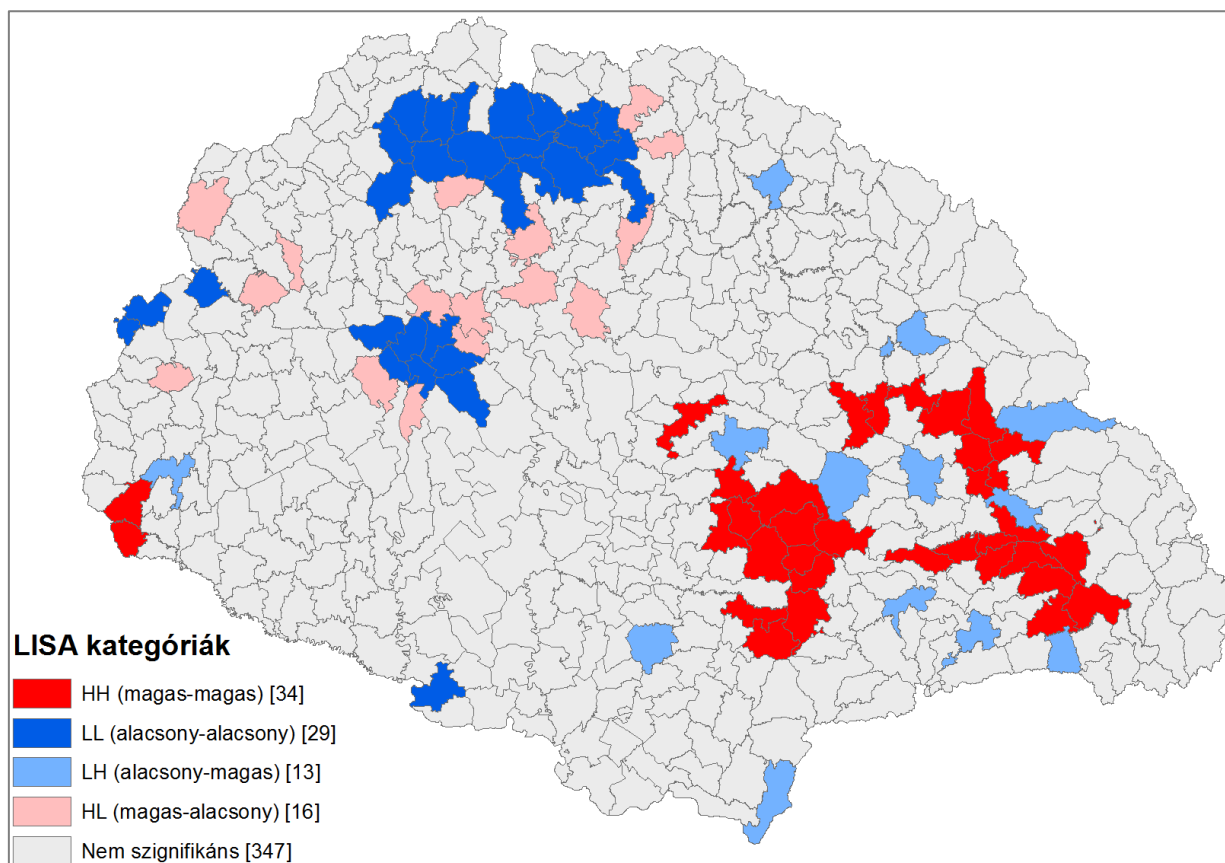 LISA kategóriák
HH (magas-magas) [34]
LL (alacsony-alacsony) [29]
LH (alacsony-magas) [13]
HL (magas-alacsony) [16]
Nem szignifikáns [347]